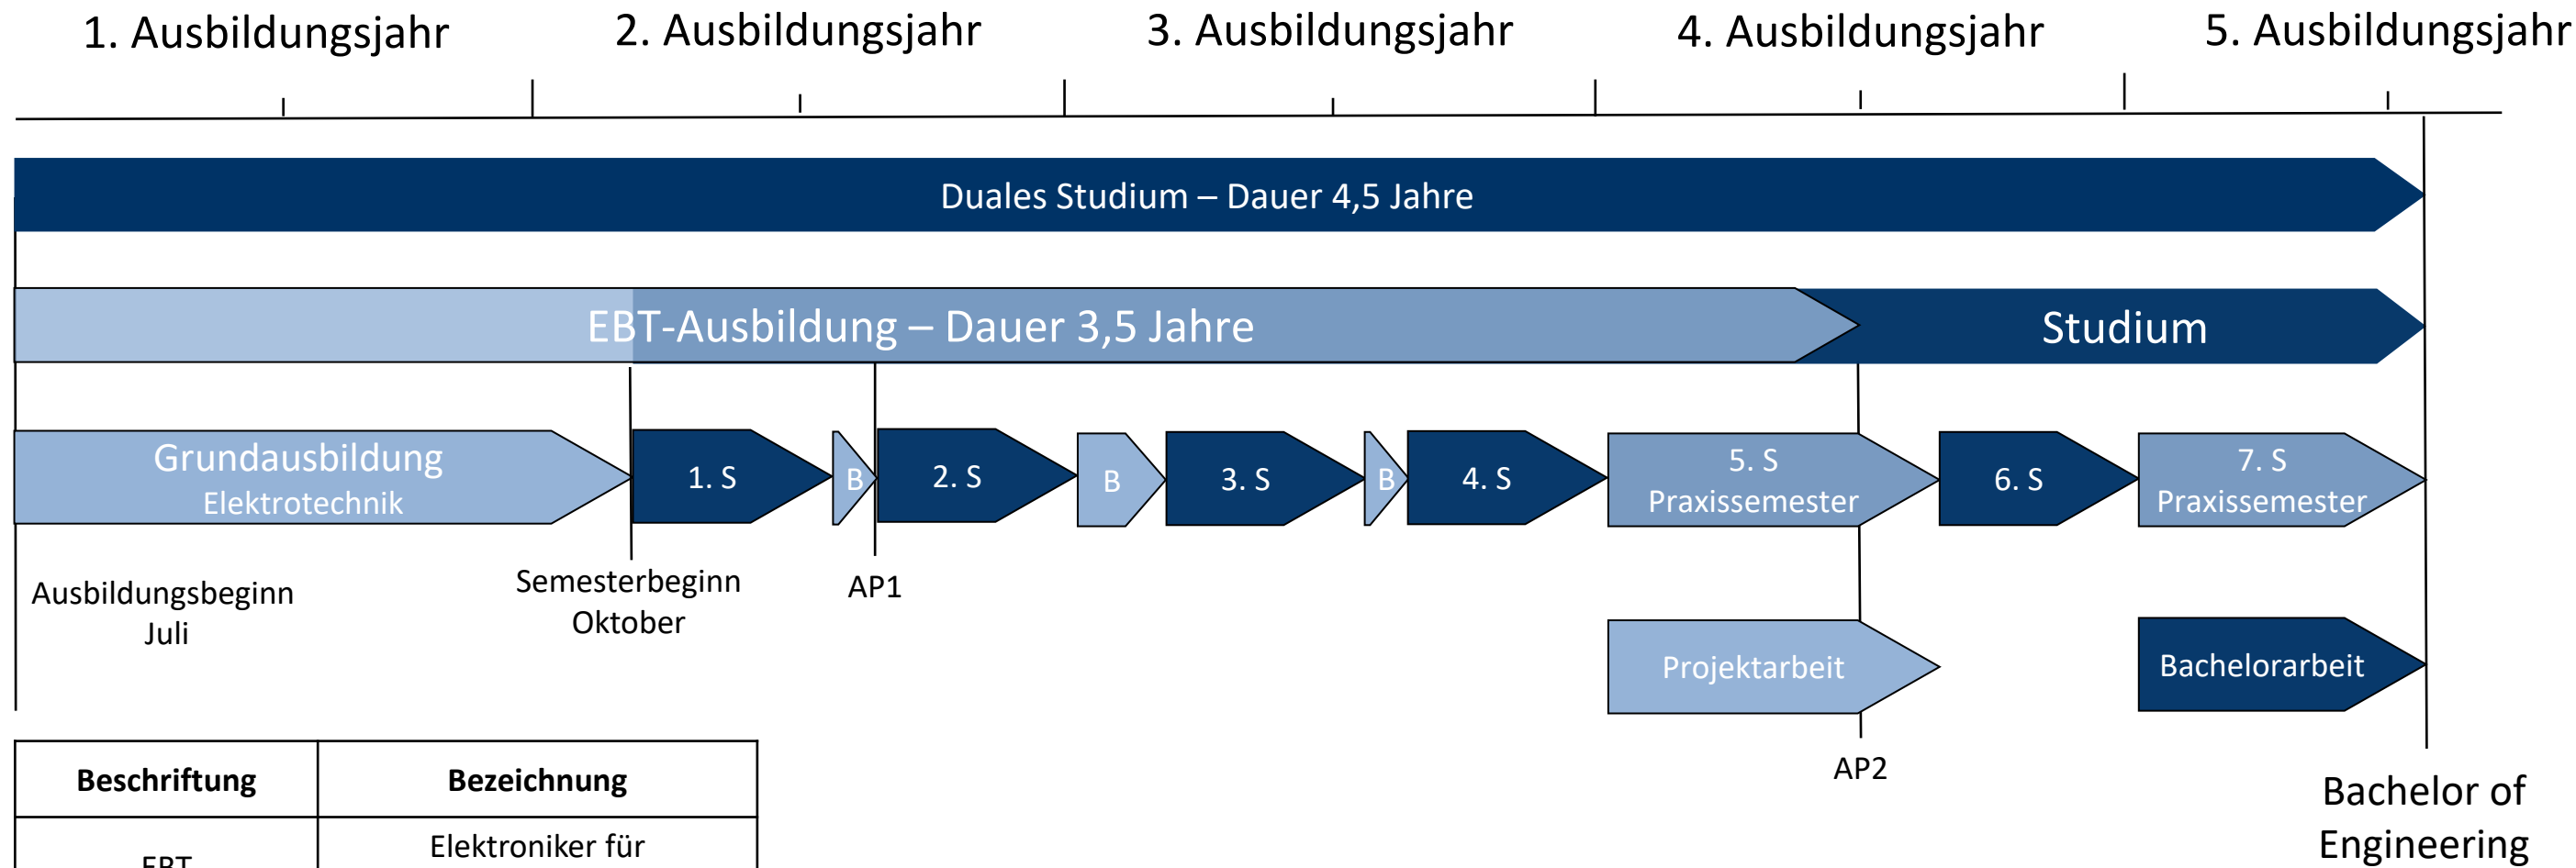 1. Ausbildungsjahr
2. Ausbildungsjahr
3. Ausbildungsjahr
4. Ausbildungsjahr
5. Ausbildungsjahr
Duales Studium – Dauer 4,5 Jahre
EBT-Ausbildung – Dauer 3,5 Jahre
Studium
Grundausbildung
Elektrotechnik
1. S
B
2. S
B
3. S
B
4. S
5. S
Praxissemester
6. S
7. S
Praxissemester
Ausbildungsbeginn
Juli
Semesterbeginn
Oktober
AP1
Projektarbeit
Bachelorarbeit
AP2
Bachelor of
Engineering
Beschriftung
Bezeichnung
EBT
Elektroniker für